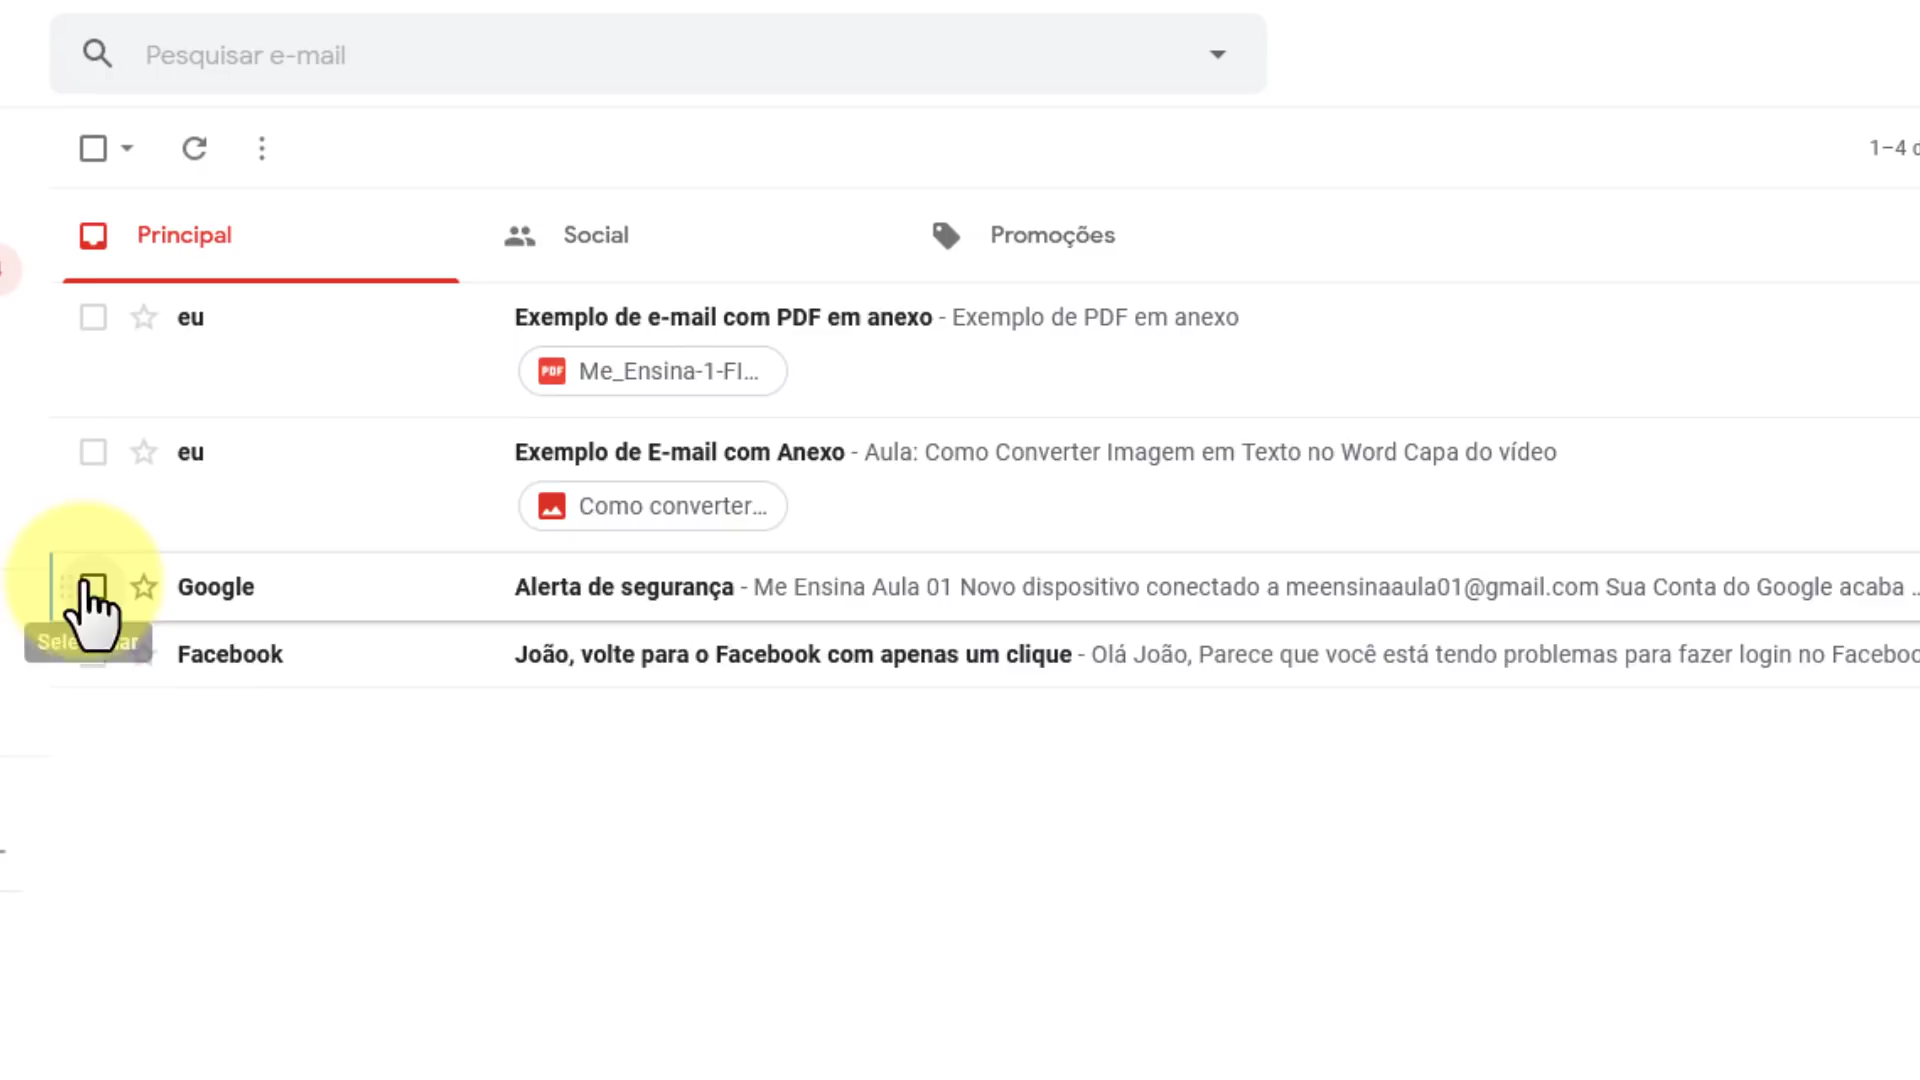 Pesquisar e-mail
1–4
Principal Social Promoções
eu Exemplo de e-mail com PDF em anexo - Exemplo de PDF em anexo
PDF Me_Ensina-1-FI...
eu Exemplo de E-mail com Anexo - Aula: Como Converter Imagem em Texto no Word Capa do vídeo
Como converter...
Google Alerta de segurança - Me Ensina Aula 01 Novo dispositivo conectado a meensinaaula01@gmail.com Sua Conta do Google acaba ...
Facebook João, volte para o Facebook com apenas um clique - Olá João, Parece que você está tendo problemas para fazer login no